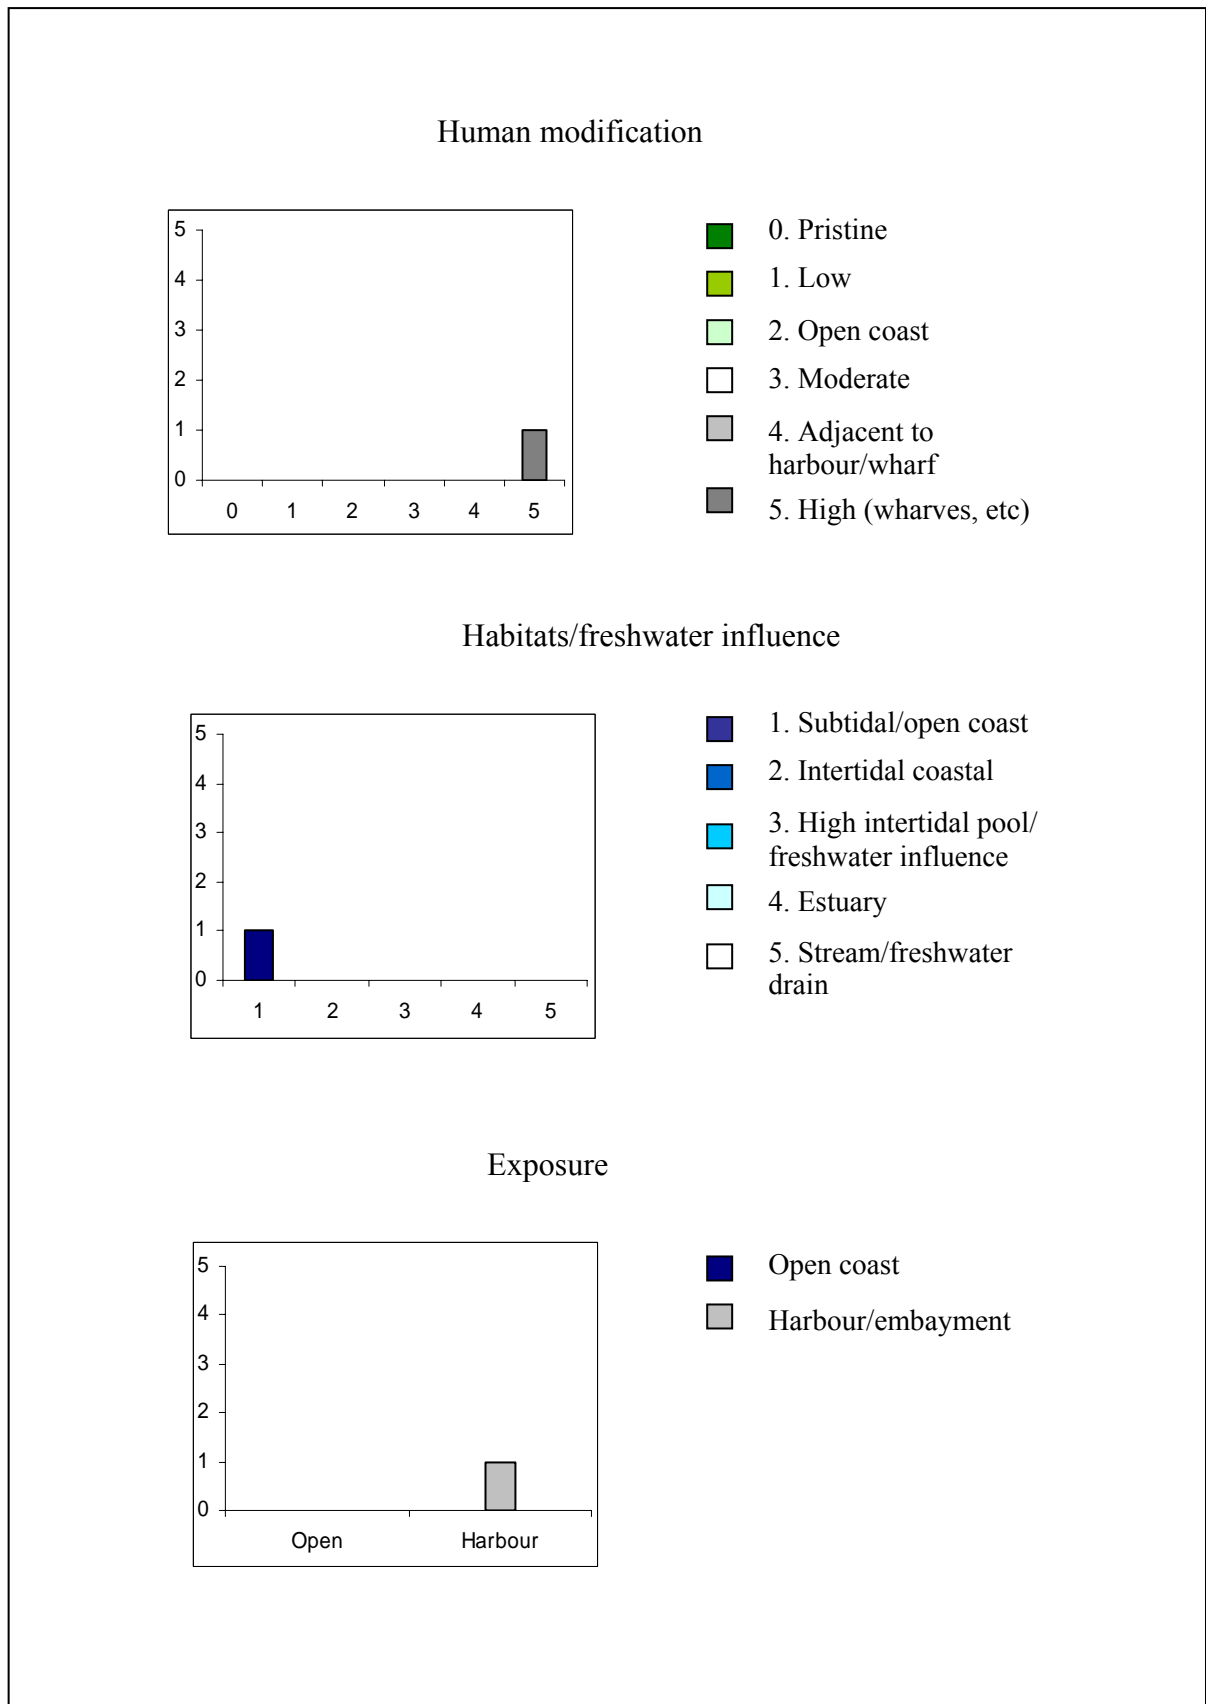 Human modification
5
4
3
2
1
0
0 1 2 3 4 5
0. Pristine
1. Low
2. Open coast
3. Moderate
4. Adjacent to
harbour/wharf
5. High (wharves, etc)
Habitats/freshwater influence
5
4
3
2
1
0
1 2 3 4 5
1. Subtidal/open coast
2. Intertidal coastal
3. High intertidal pool/
freshwater influence
4. Estuary
5. Stream/freshwater
drain
Exposure
5
4
3
2
1
0
Open Harbour
Open coast
Harbour/embayment